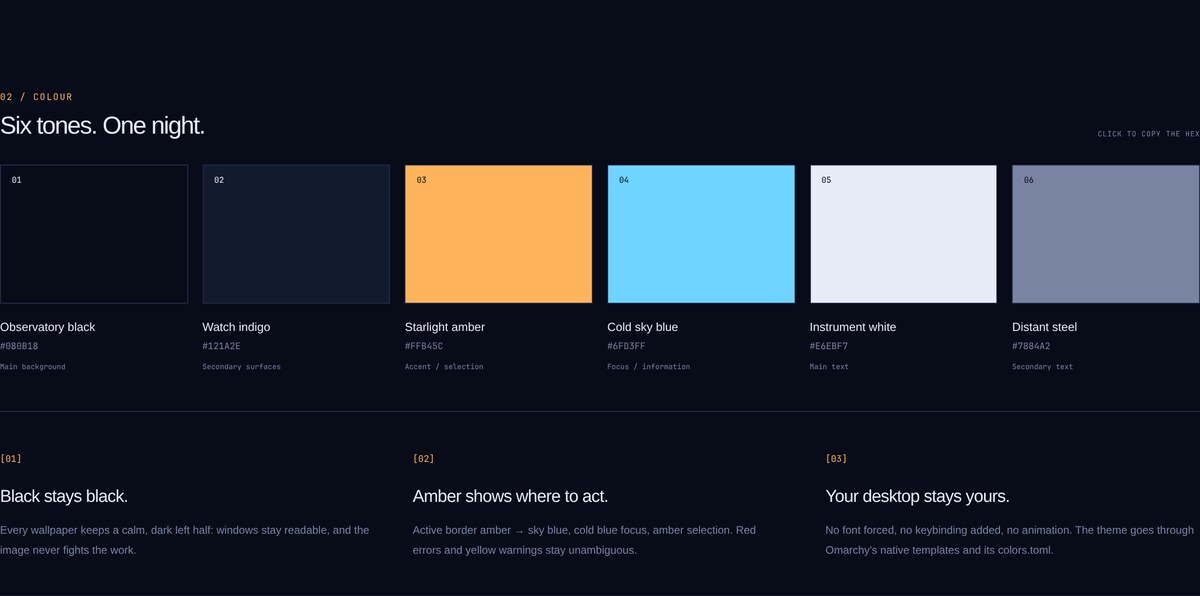 02 / COLOUR
Six tones. One night.
CLICK TO COPY THE HEX
01
02
03
04
05
06
Observatory black
Watch indigo
Starlight amber
Cold sky blue
Instrument white
Distant steel
#080B18
#121A2E
#FFB45C
#6FD3FF
#E6EBF7
#7884A2
Main background
Secondary surfaces
Accent / selection
Focus / information
Main text
Secondary text
[01]
Black stays black.
Every wallpaper keeps a calm, dark left half: windows stay readable, and the
image never fights the work.
[02]
Amber shows where to act.
Active border amber → sky blue, cold blue focus, amber selection. Red
errors and yellow warnings stay unambiguous.
[03]
Your desktop stays yours.
No font forced, no keybinding added, no animation. The theme goes through
Omarchy's native templates and its colors.toml.